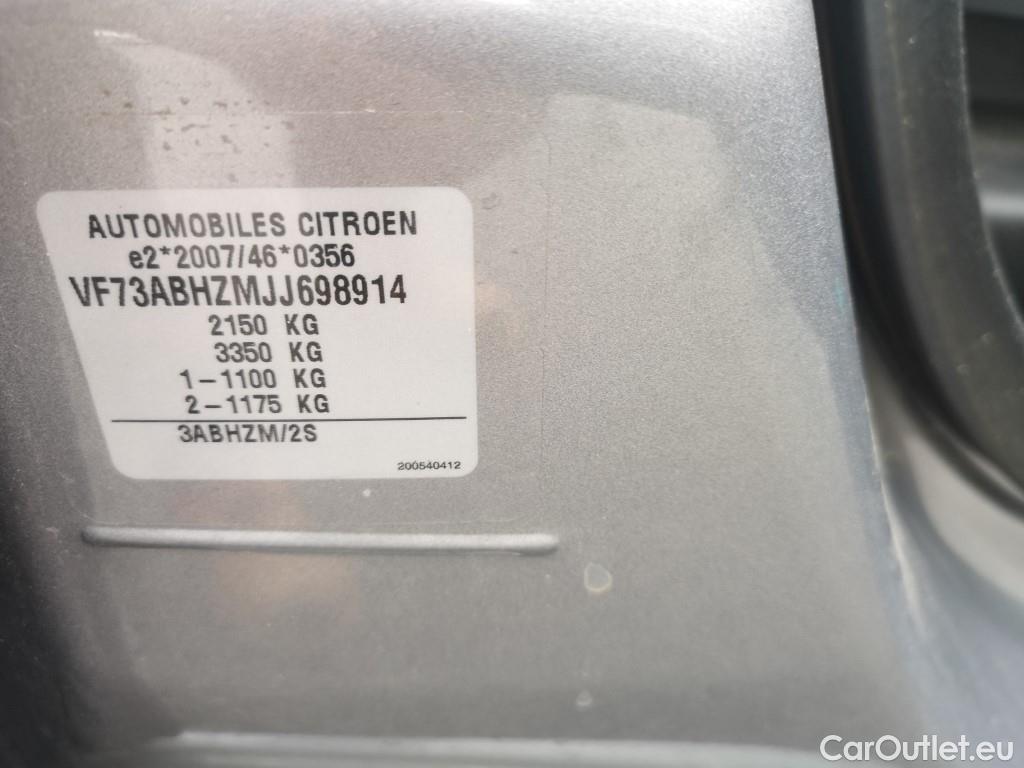 AUTOMOBILES CITROEN
e2*2007/46*0356
VF73ABHZMJJ698914
2150 KG
3350 KG
1-1100 KG
2-1175 KG
3ABHZM/2S
200540412
CarOutlet.eu